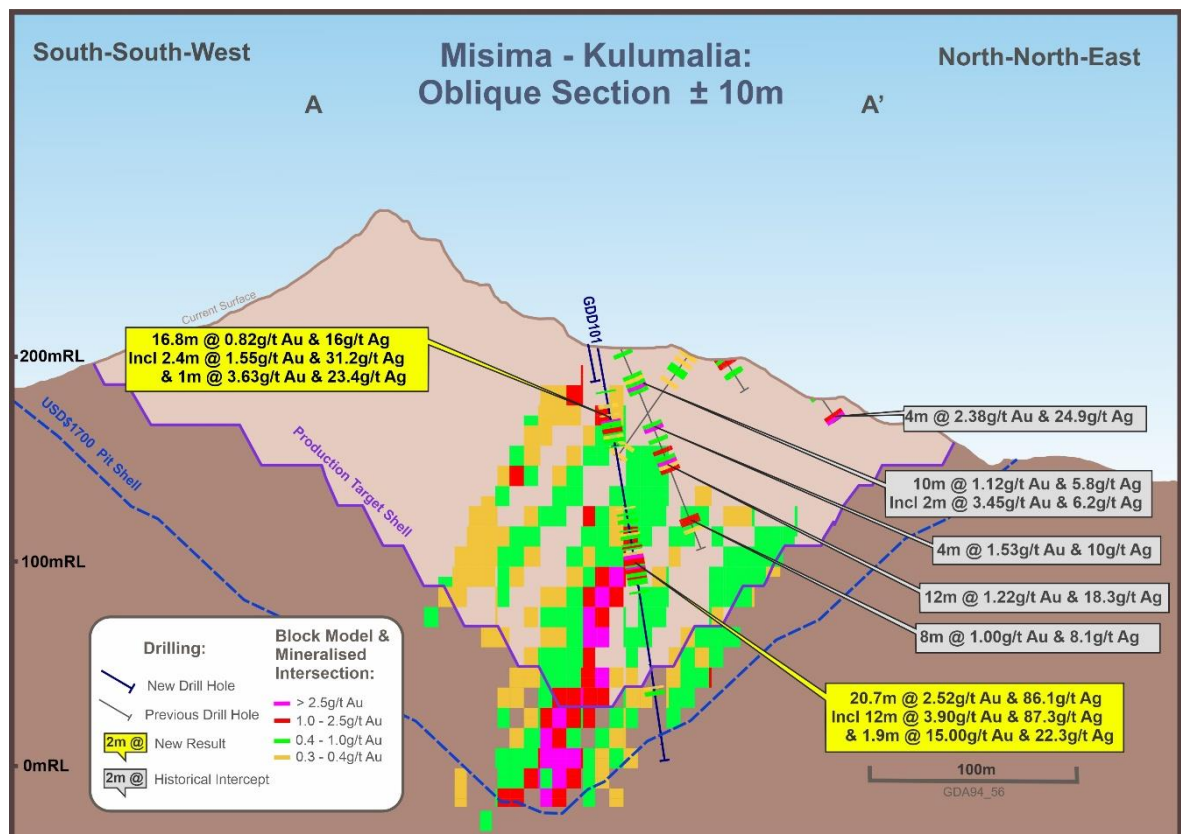 South-South-West
Misima - Kulumalia:
Oblique Section ± 10m
North-North-East
A
A'
Current Surface
GDD101
16.8m @ 0.82g/t Au & 16g/t Ag
Incl 2.4m @ 1.55g/t Au & 31.2g/t Ag
& 1m @ 3.63g/t Au & 23.4g/t Ag
200mRL
USD$1700 Pit Shell
Production Target Shell
4m @ 2.38g/t Au & 24.9g/t Ag
10m @ 1.12g/t Au & 5.8g/t Ag
Incl 2m @ 3.45g/t Au & 6.2g/t Ag
4m @ 1.53g/t Au & 10g/t Ag
100mRL
12m @ 1.22g/t Au & 18.3g/t Ag
8m @ 1.00g/t Au & 8.1g/t Ag
Drilling:
New Drill Hole
Previous Drill Hole
2m @ New Result
2m @ Historical Intercept
Block Model &
Mineralised
Intersection:
> 2.5g/t Au
1.0 - 2.5g/t Au
0.4 - 1.0g/t Au
0.3 - 0.4g/t Au
20.7m @ 2.52g/t Au & 86.1g/t Ag
Incl 12m @ 3.90g/t Au & 87.3g/t Ag
& 1.9m @ 15.00g/t Au & 22.3g/t Ag
0mRL
100m
GDA94_56